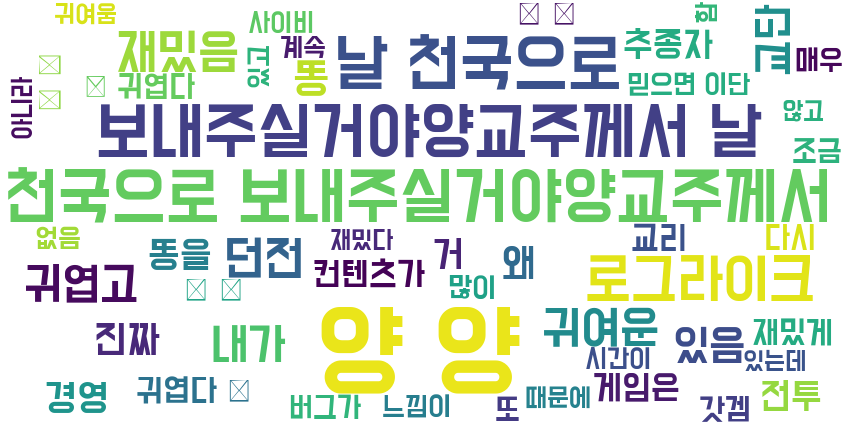 귀여움
사이비
함
재밌음
계속
날 천국으로
추종자
교단
매우
있고
똥
귀엽다
믿으면 이단
아니라
보내주실거야양교주께서 날
않고
조금
천국으로 보내주실거야양교주께서
없음
똥을
던전
재밌다
거
왜
교리
다시
귀엽고
컨텐츠가
많이
로그라이크
진짜
내가
양 양
귀여운
있음
재밌게
시간이
있는데
경영
귀엽다
버그가
느낌이
또
때문에
게임은
갓겜
전투